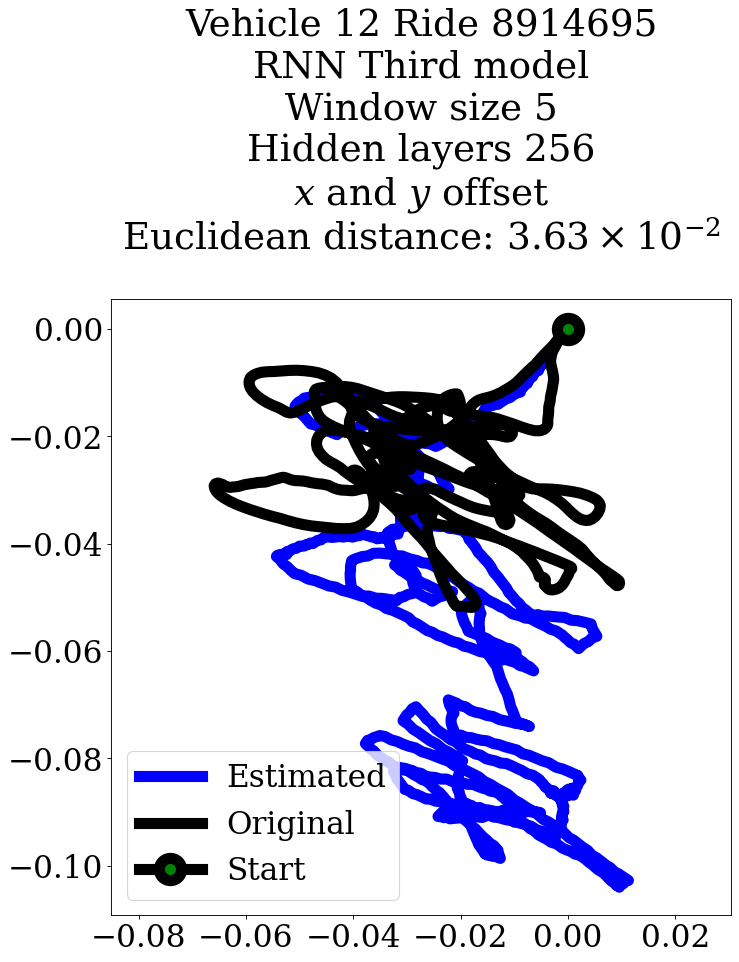 Vehicle 12 Ride 8914695
RNN Third model
Window size 5
Hidden layers 256
x and y offset
Euclidean distance: 3.63 × 10⁻²
0.00
−0.02
−0.04
−0.06
−0.08
−0.10
Estimated
Original
Start
−0.08 −0.06 −0.04 −0.02 0.00 0.02